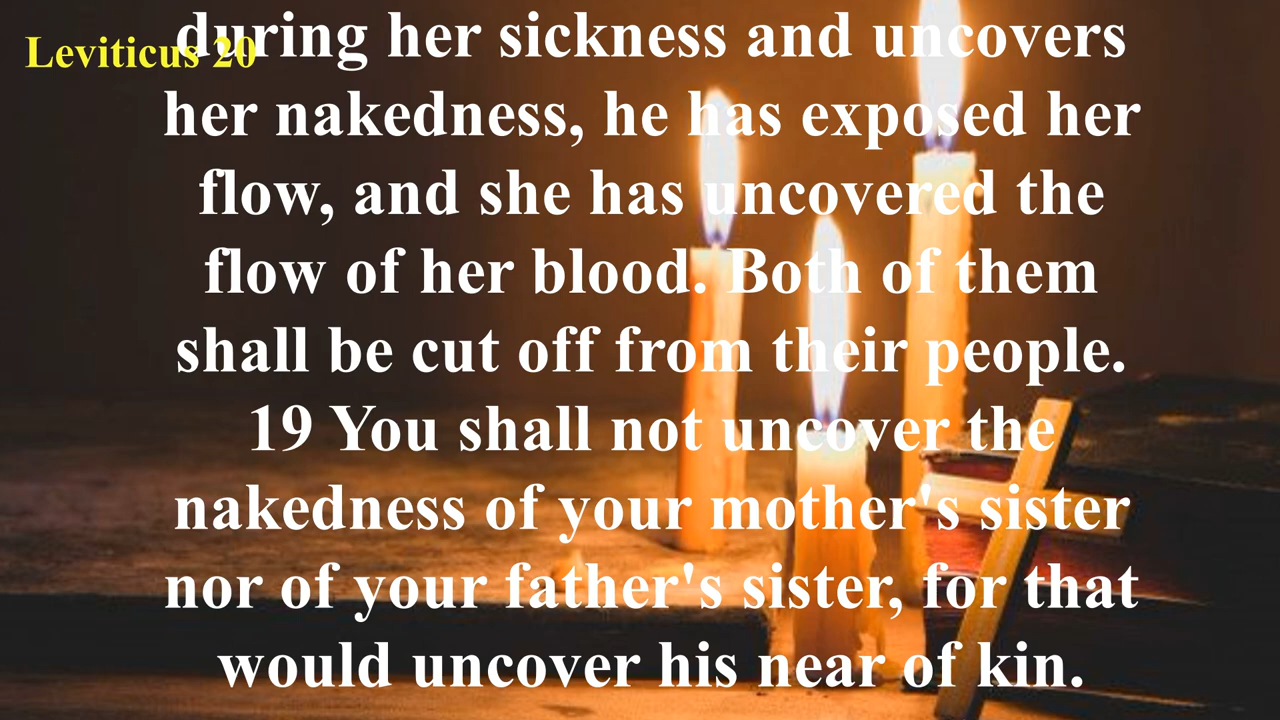 Leviticus 20
during her sickness and uncovers
her nakedness, he has exposed her
flow, and she has uncovered the
flow of her blood. Both of them
shall be cut off from their people.
19 You shall not uncover the
nakedness of your mother's sister
nor of your father's sister, for that
would uncover his near of kin.